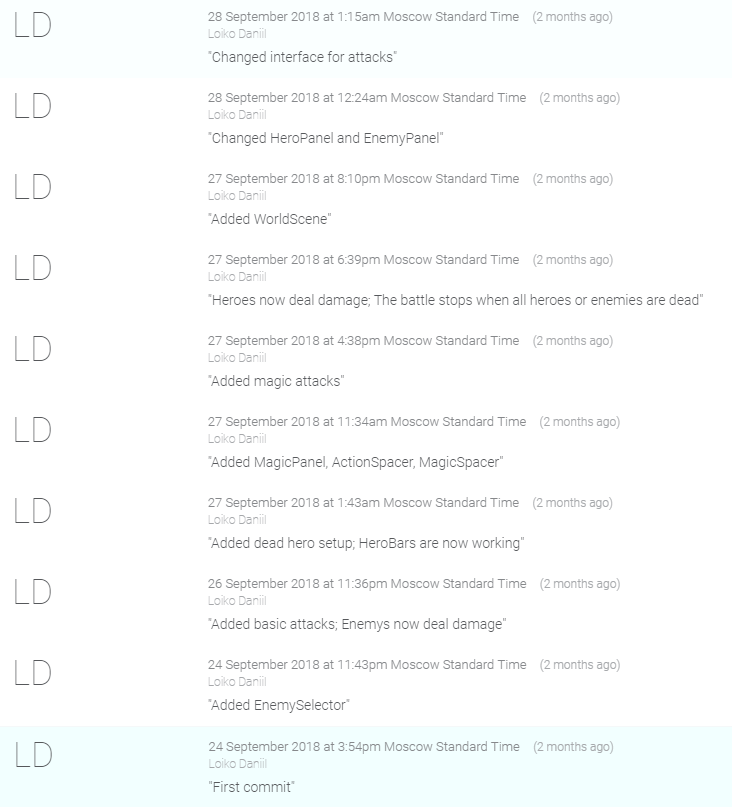 LD
28 September 2018 at 1:15am Moscow Standard Time (2 months ago)
Loiko Daniil
"Changed interface for attacks"
LD
28 September 2018 at 12:24am Moscow Standard Time (2 months ago)
Loiko Daniil
"Changed HeroPanel and EnemyPanel"
LD
27 September 2018 at 8:10pm Moscow Standard Time (2 months ago)
Loiko Daniil
"Added WorldScene"
LD
27 September 2018 at 6:39pm Moscow Standard Time (2 months ago)
Loiko Daniil
"Heroes now deal damage; The battle stops when all heroes or enemies are dead"
LD
27 September 2018 at 4:38pm Moscow Standard Time (2 months ago)
Loiko Daniil
"Added magic attacks"
LD
27 September 2018 at 11:34am Moscow Standard Time (2 months ago)
Loiko Daniil
"Added MagicPanel, ActionSpacer, MagicSpacer"
LD
27 September 2018 at 1:43am Moscow Standard Time (2 months ago)
Loiko Daniil
"Added dead hero setup; HeroBars are now working"
LD
26 September 2018 at 11:36pm Moscow Standard Time (2 months ago)
Loiko Daniil
"Added basic attacks; Enemys now deal damage"
LD
24 September 2018 at 11:43pm Moscow Standard Time (2 months ago)
Loiko Daniil
"Added EnemySelector"
LD
24 September 2018 at 3:54pm Moscow Standard Time (2 months ago)
Loiko Daniil
"First commit"